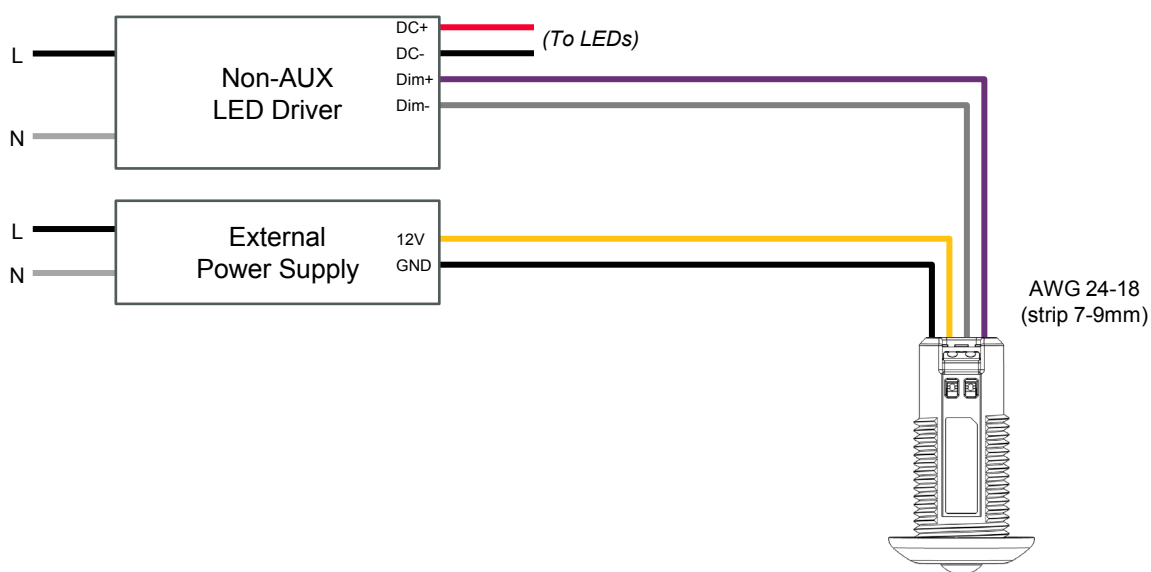 L
N
Non-AUX
LED Driver
DC+
DC-
Dim+
Dim-
(To LEDs)
L
N
External
Power Supply
12V
GND
AWG 24-18
(strip 7-9mm)